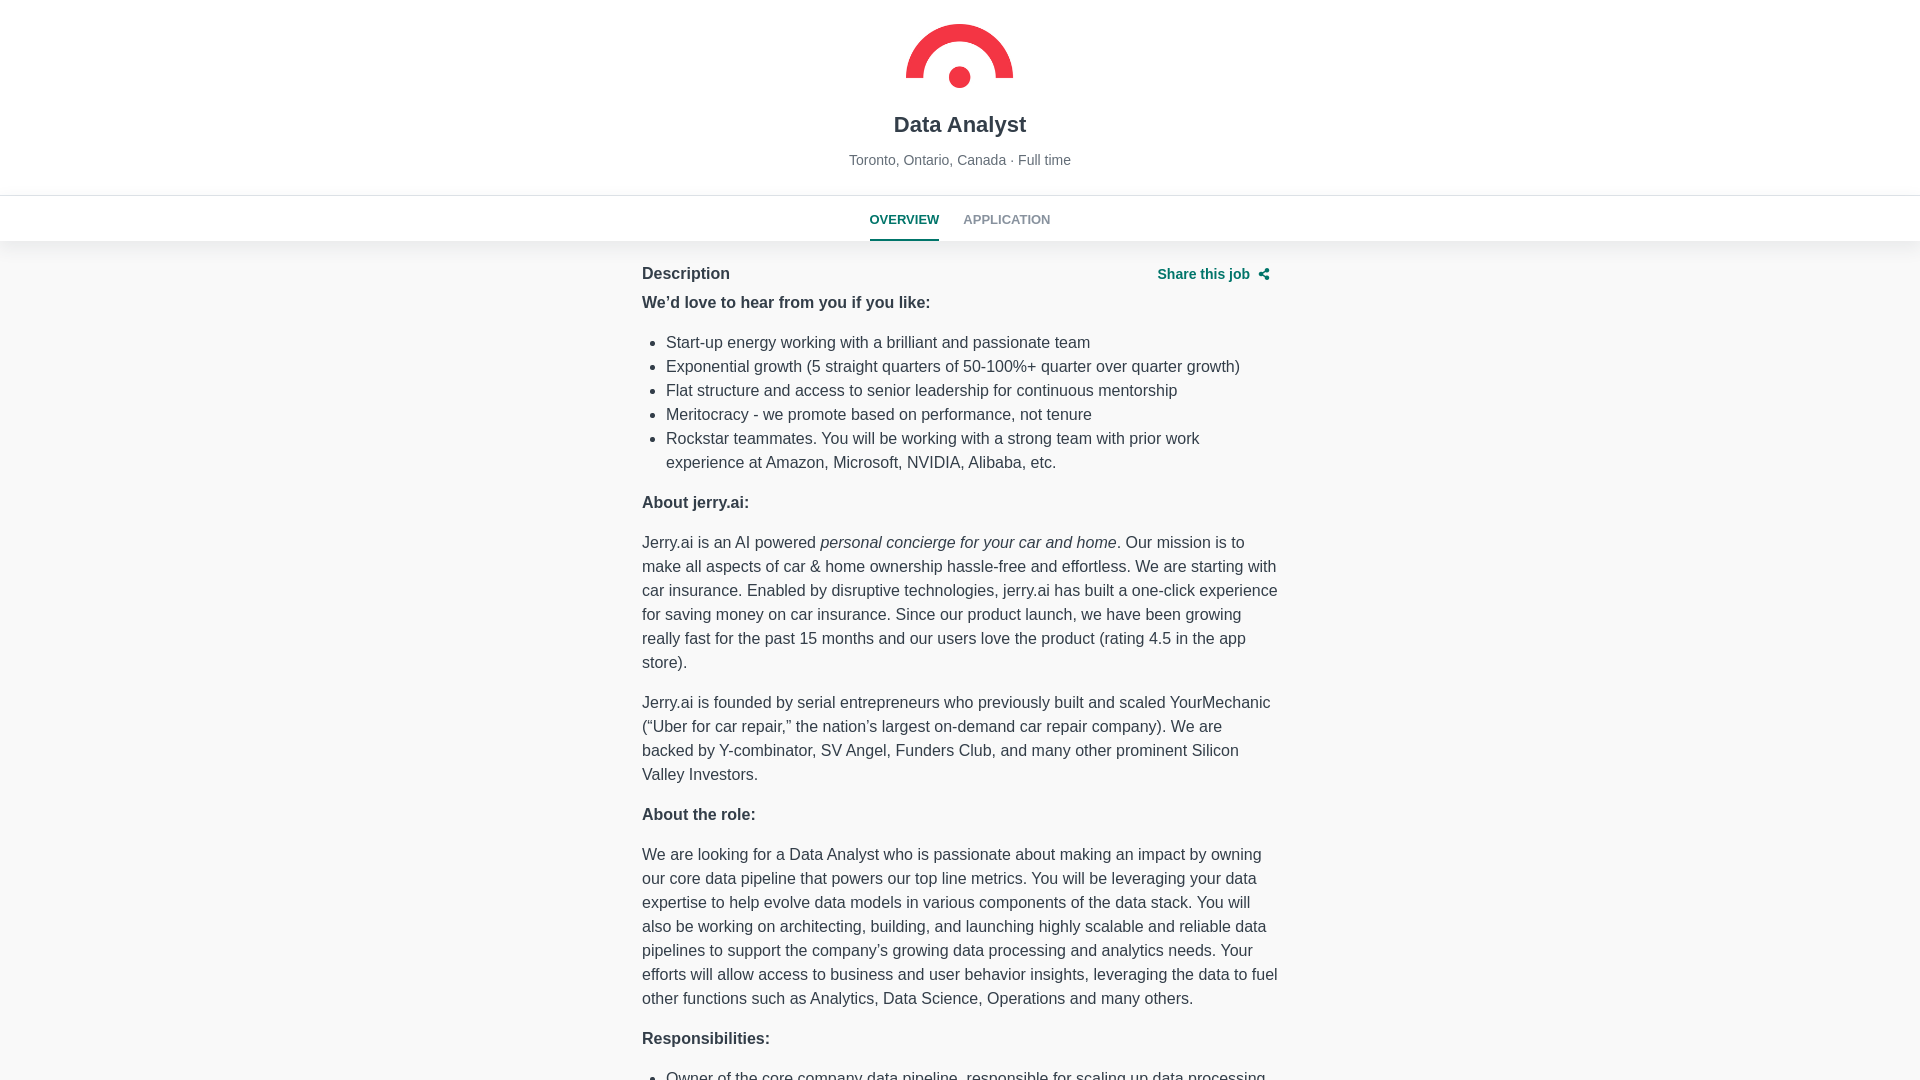 Data Analyst
Toronto, Ontario, Canada · Full time
OVERVIEW
APPLICATION
Description
Share this job
We’d love to hear from you if you like:
Start-up energy working with a brilliant and passionate team
Exponential growth (5 straight quarters of 50-100%+ quarter over quarter growth)
Flat structure and access to senior leadership for continuous mentorship
Meritocracy - we promote based on performance, not tenure
Rockstar teammates. You will be working with a strong team with prior work
experience at Amazon, Microsoft, NVIDIA, Alibaba, etc.
About jerry.ai:
Jerry.ai is an AI powered personal concierge for your car and home. Our mission is to
make all aspects of car & home ownership hassle-free and effortless. We are starting with
car insurance. Enabled by disruptive technologies, jerry.ai has built a one-click experience
for saving money on car insurance. Since our product launch, we have been growing
really fast for the past 15 months and our users love the product (rating 4.5 in the app
store).
Jerry.ai is founded by serial entrepreneurs who previously built and scaled YourMechanic
(“Uber for car repair,” the nation’s largest on-demand car repair company). We are
backed by Y-combinator, SV Angel, Funders Club, and many other prominent Silicon
Valley Investors.
About the role:
We are looking for a Data Analyst who is passionate about making an impact by owning
our core data pipeline that powers our top line metrics. You will be leveraging your data
expertise to help evolve data models in various components of the data stack. You will
also be working on architecting, building, and launching highly scalable and reliable data
pipelines to support the company’s growing data processing and analytics needs. Your
efforts will allow access to business and user behavior insights, leveraging the data to fuel
other functions such as Analytics, Data Science, Operations and many others.
Responsibilities:
Owner of the core company data pipeline, responsible for scaling up data processing